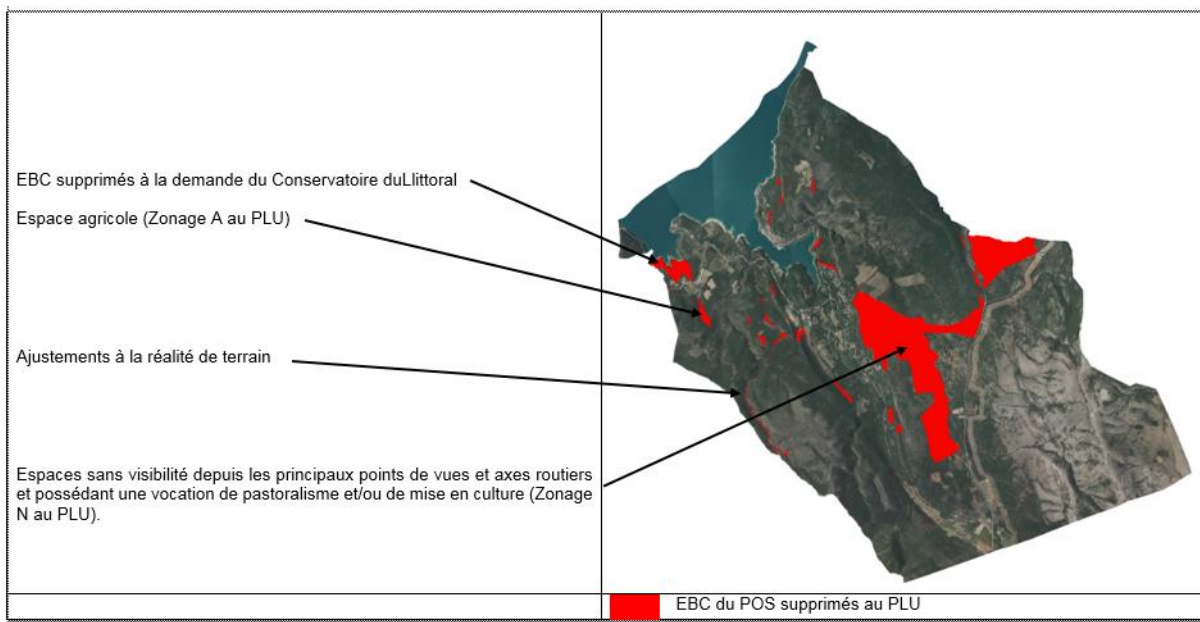 EBC supprimés à la demande du Conservatoire duLlittoral
Espace agricole (Zonage A au PLU)
Ajustements à la réalité de terrain
Espaces sans visibilité depuis les principaux points de vues et axes routiers
et possédant une vocation de pastoralisme et/ou de mise en culture (Zonage
N au PLU).
EBC du POS supprimés au PLU